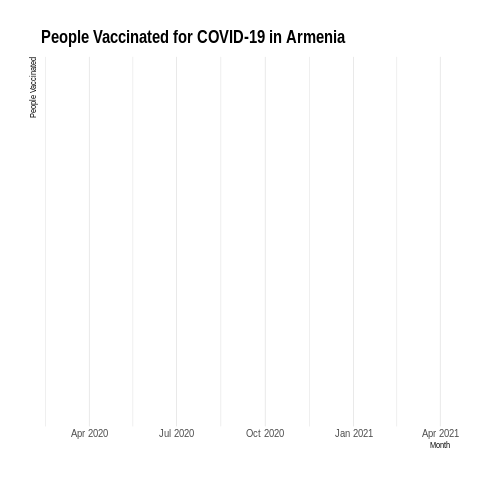 People Vaccinated for COVID-19 in Armenia
People Vaccinated
Apr 2020
Jul 2020
Oct 2020
Jan 2021
Apr 2021
Month